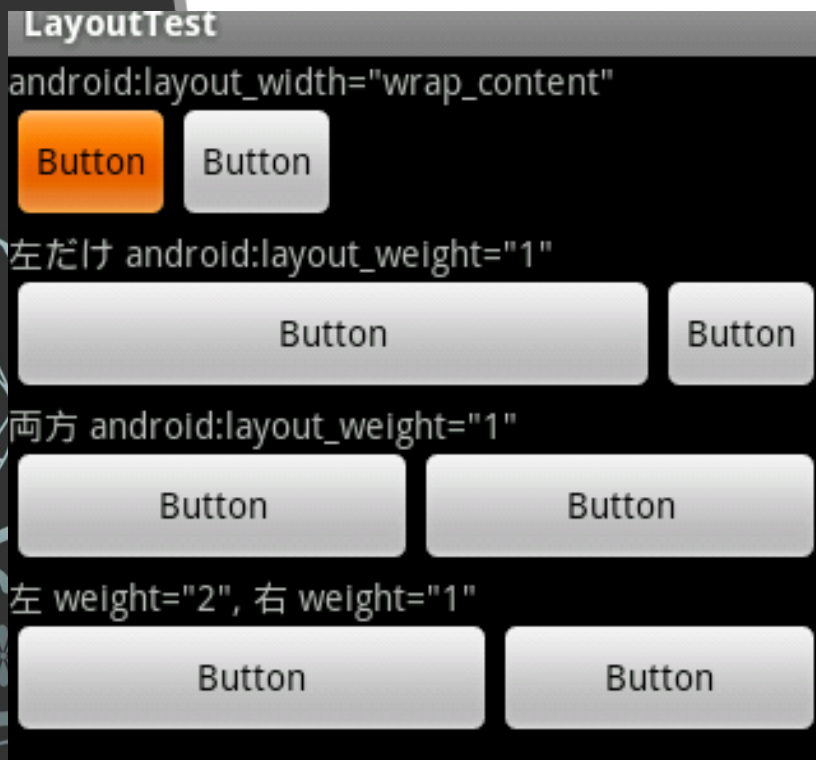 LayoutTest
android:layout_width="wrap_content"
Button Button
左だけ android:layout_weight="1"
Button Button
両方 android:layout_weight="1"
Button Button
左 weight="2", 右 weight="1"
Button Button